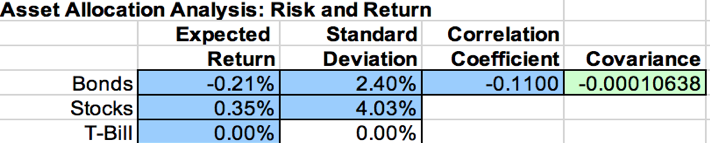 Asset Allocation Analysis: Risk and Return
Expected Standard Correlation
Return Deviation Coefficient Covariance
Bonds -0.21% 2.40% -0.1100 -0.00010638
Stocks 0.35% 4.03%
T-Bill 0.00% 0.00%